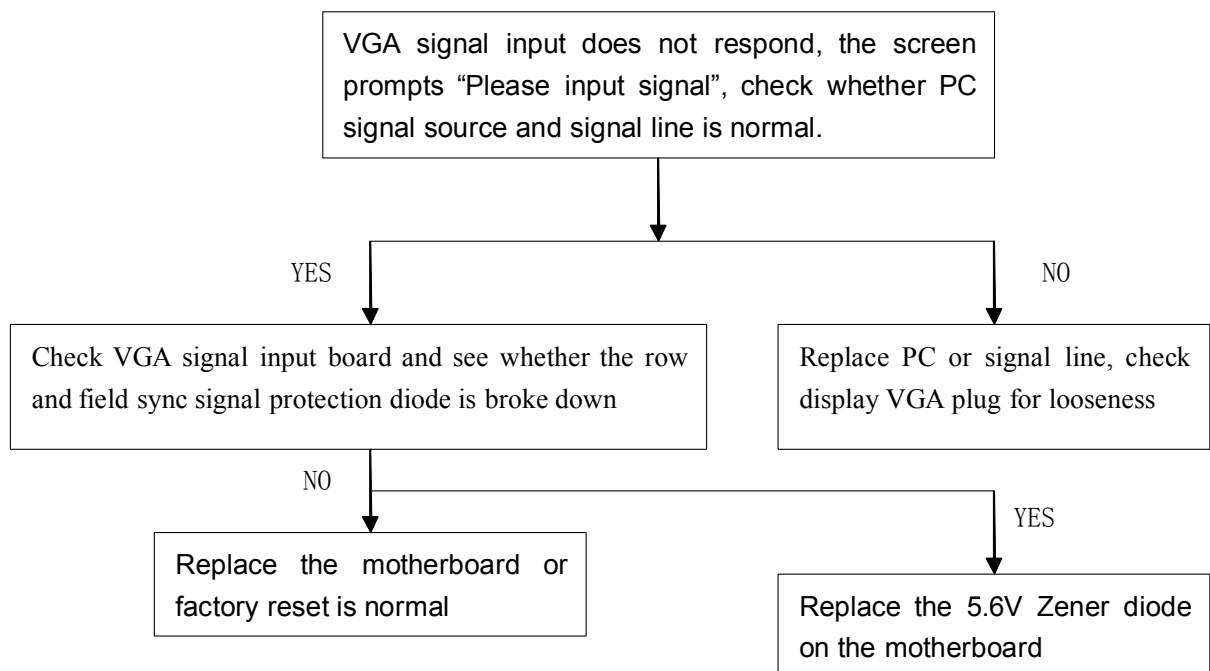 VGA signal input does not respond, the screen
prompts “Please input signal”, check whether PC
signal source and signal line is normal.
YES
NO
Check VGA signal input board and see whether the row
and field sync signal protection diode is broke down
Replace PC or signal line, check
display VGA plug for looseness
NO
YES
Replace the motherboard or
factory reset is normal
Replace the 5.6V Zener diode
on the motherboard